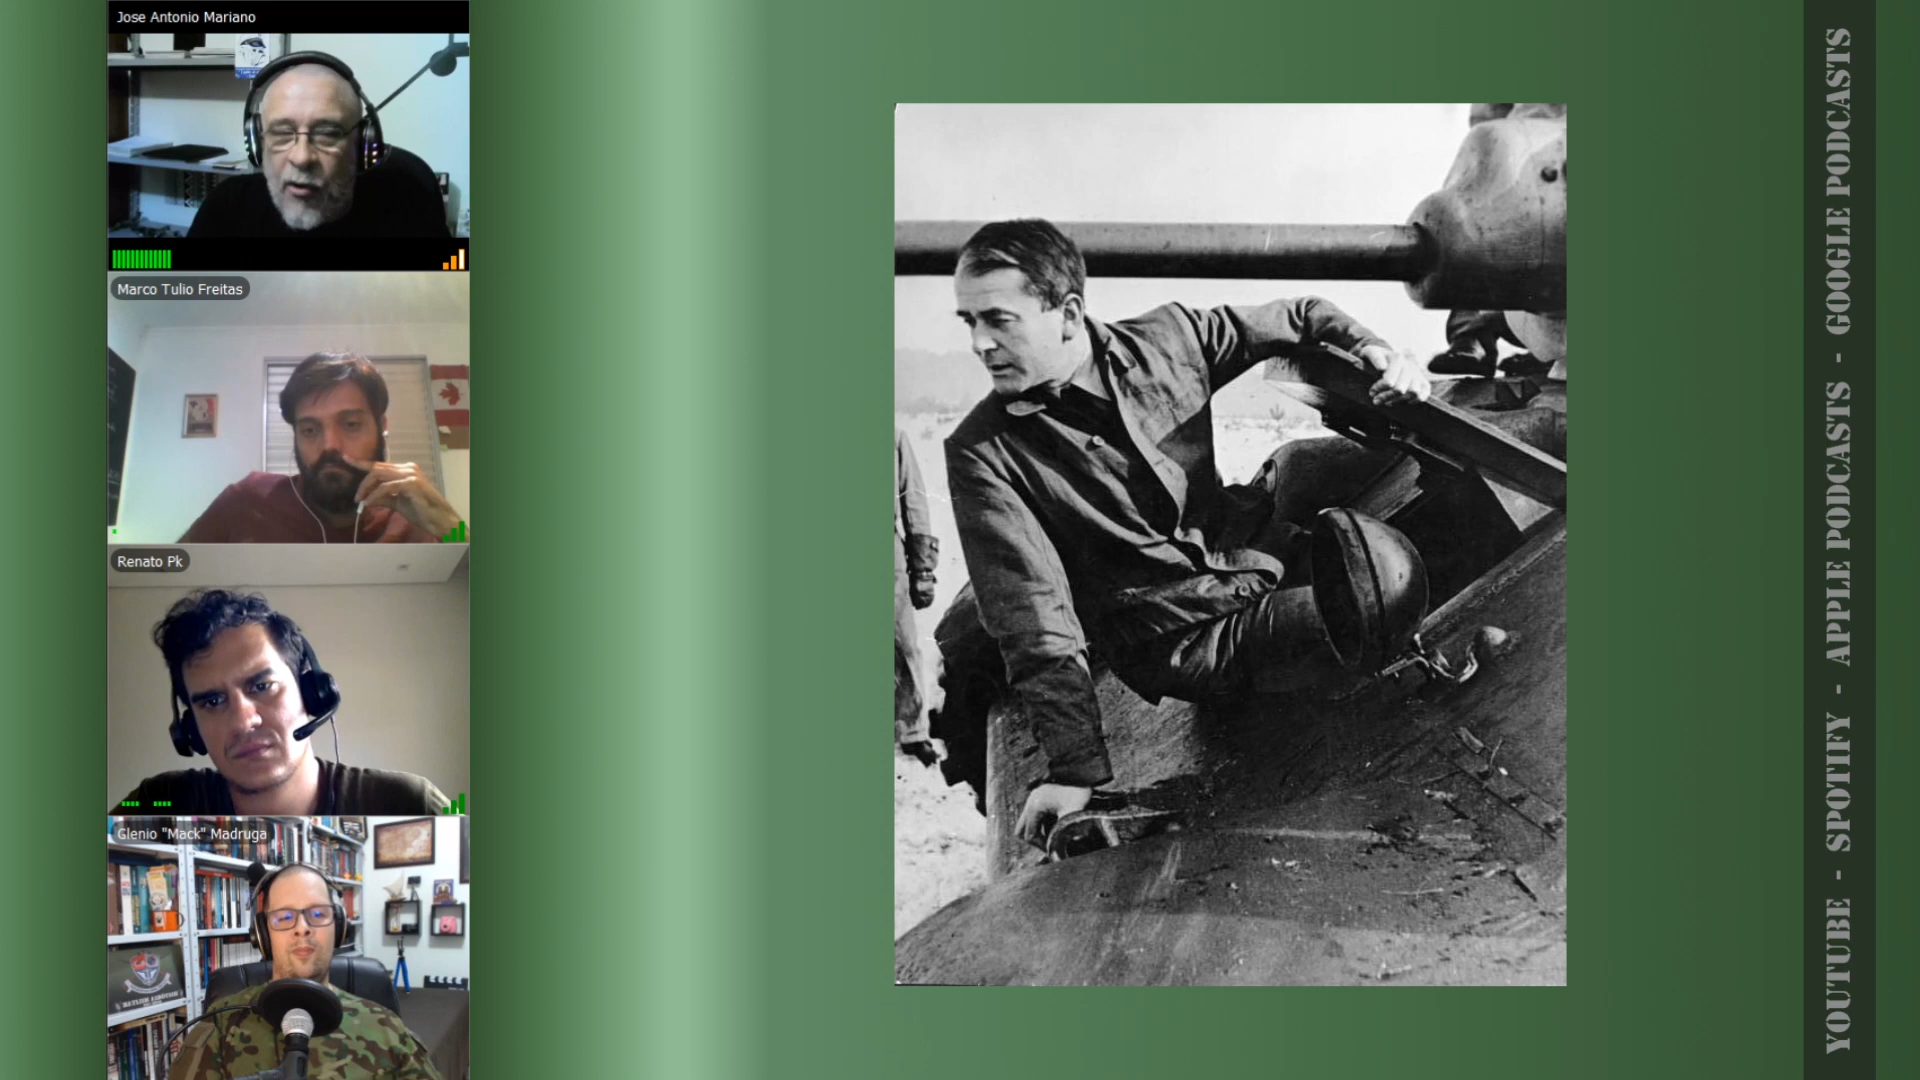 Jose Antonio Mariano
Marco Tulio Freitas
Renato Pk
Glenio "Mack" Madruga
YOUTUBE - SPOTIFY - APPLE PODCASTS - GOOGLE PODCASTS